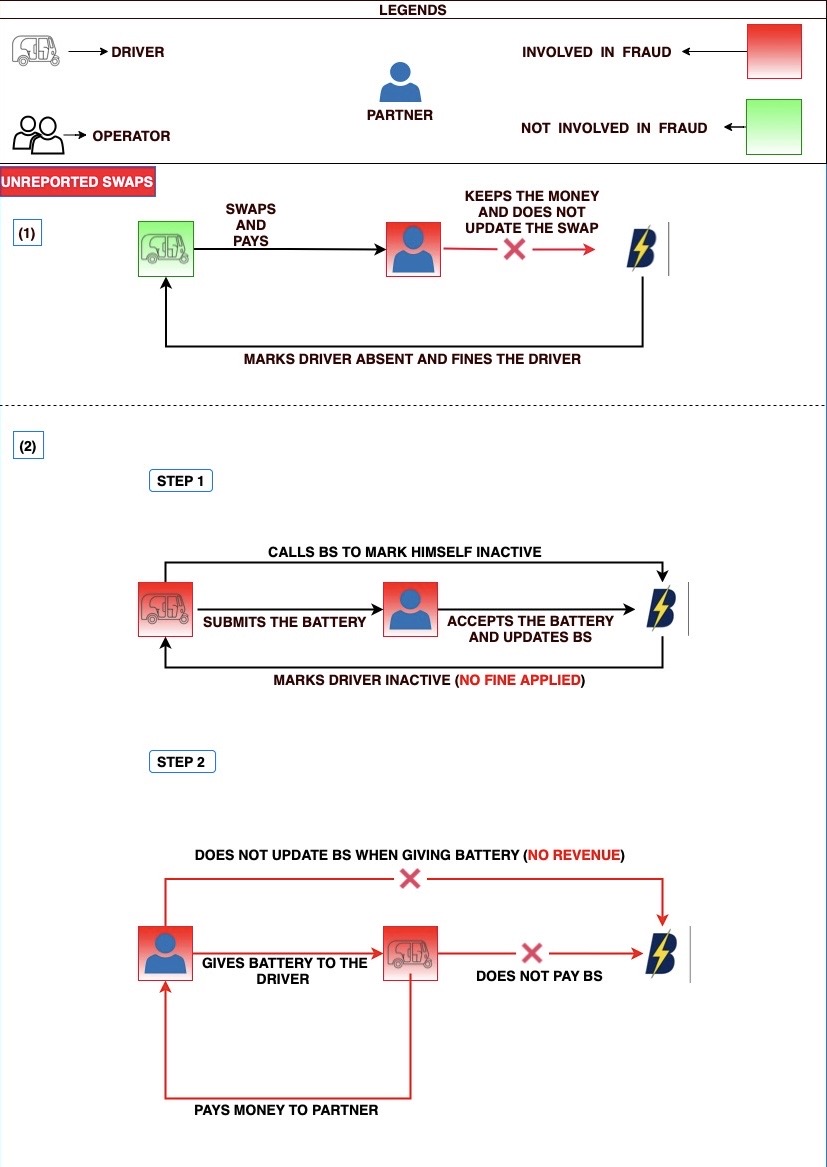 LEGENDS
DRIVER
INVOLVED IN FRAUD
PARTNER
OPERATOR
NOT INVOLVED IN FRAUD
UNREPORTED SWAPS
(1)
SWAPS
AND
PAYS
KEEPS THE MONEY
AND DOES NOT
UPDATE THE SWAP
B
MARKS DRIVER ABSENT AND FINES THE DRIVER
(2)
STEP 1
CALLS BS TO MARK HIMSELF INACTIVE
SUBMITS THE BATTERY
ACCEPTS THE BATTERY
AND UPDATES BS
B
MARKS DRIVER INACTIVE (NO FINE APPLIED)
STEP 2
DOES NOT UPDATE BS WHEN GIVING BATTERY (NO REVENUE)
GIVES BATTERY TO THE
DRIVER
DOES NOT PAY BS
B
PAYS MONEY TO PARTNER